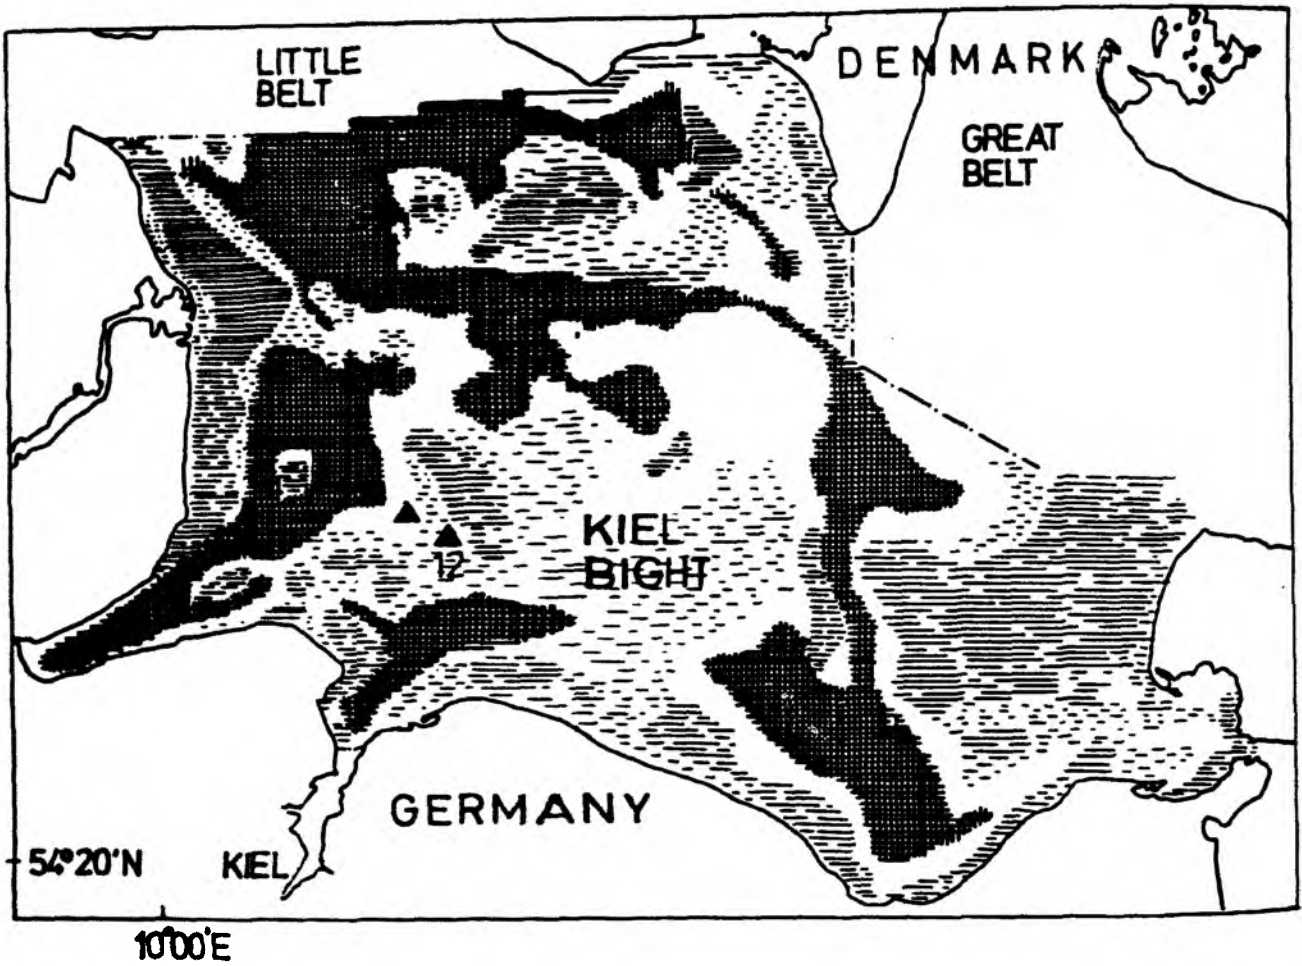 LITTLE
BELT
DENMARK
GREAT
BELT
KIEL
BIGHT
12
GERMANY
54°20'N
KIEL
10°00'E